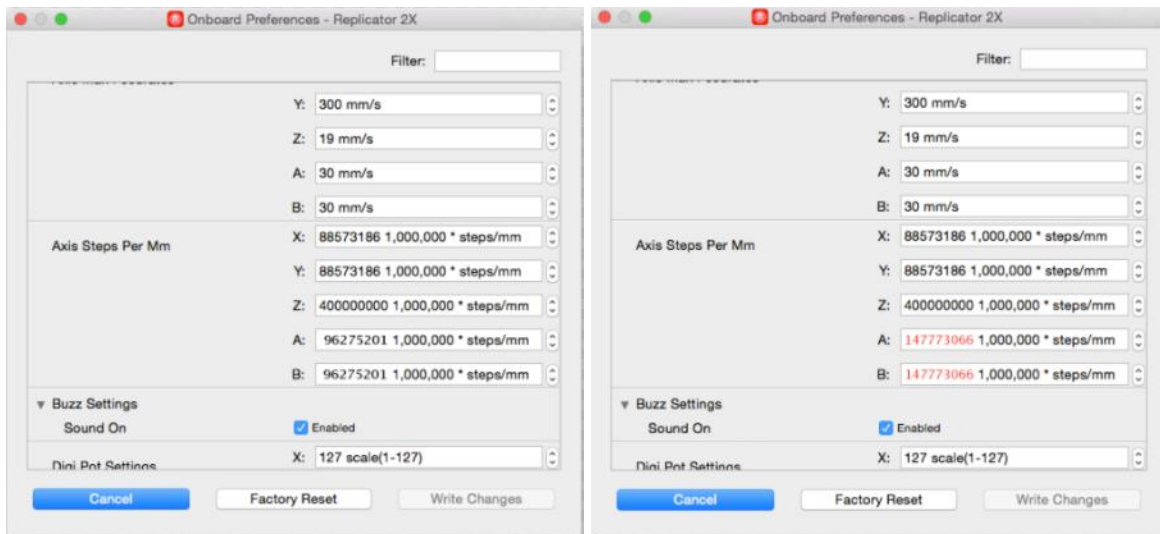 Onboard Preferences - Replicator 2X
Filter:
Y: 300 mm/s
Z: 19 mm/s
A: 30 mm/s
B: 30 mm/s
Axis Steps Per Mm X: 88573186 1,000,000 * steps/mm
Y: 88573186 1,000,000 * steps/mm
Z: 400000000 1,000,000 * steps/mm
A: 96275201 1,000,000 * steps/mm
B: 96275201 1,000,000 * steps/mm
Buzz Settings
Sound On Enabled
Digi Pot Settings X: 127 scale(1-127)
Cancel Factory Reset Write Changes
Onboard Preferences - Replicator 2X
Filter:
Y: 300 mm/s
Z: 19 mm/s
A: 30 mm/s
B: 30 mm/s
Axis Steps Per Mm X: 88573186 1,000,000 * steps/mm
Y: 88573186 1,000,000 * steps/mm
Z: 400000000 1,000,000 * steps/mm
A: 147773066 1,000,000 * steps/mm
B: 147773066 1,000,000 * steps/mm
Buzz Settings
Sound On Enabled
Digi Pot Settings X: 127 scale(1-127)
Cancel Factory Reset Write Changes